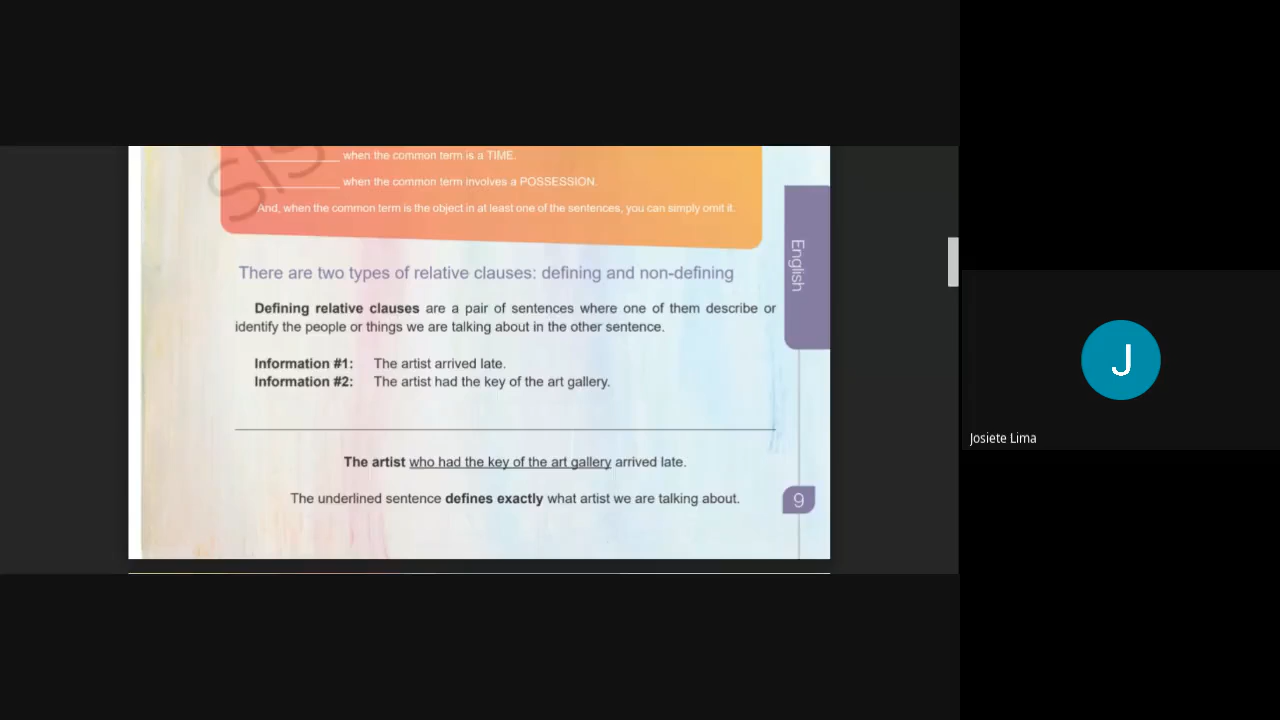 ____________ when the common term is a TIME.
____________ when the common term involves a POSSESSION.
And, when the common term is the object in at least one of the sentences, you can simply omit it.
There are two types of relative clauses: defining and non-defining
Defining relative clauses are a pair of sentences where one of them describe or
identify the people or things we are talking about in the other sentence.
Information #1: The artist arrived late.
Information #2: The artist had the key of the art gallery.
The artist who had the key of the art gallery arrived late.
The underlined sentence defines exactly what artist we are talking about.
English
9
J
Josiete Lima